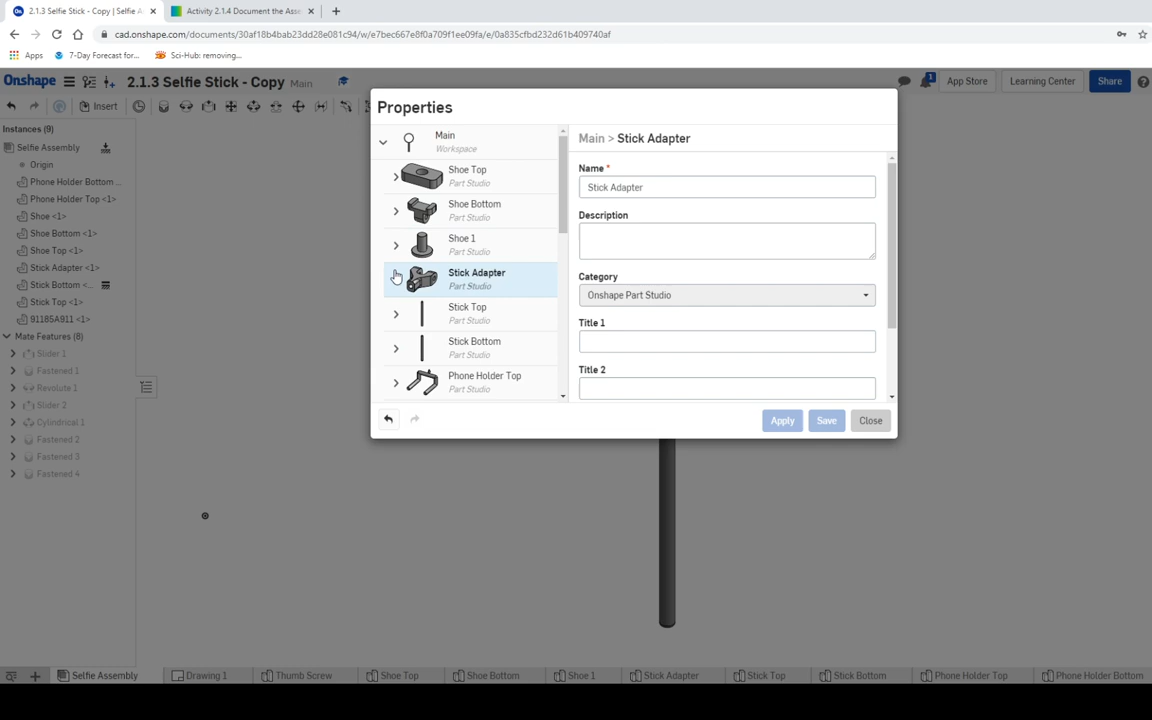 2.1.3 Selfie Stick - Copy | Selfie A
Activity 2.1.4 Document the Asse
cad.onshape.com/documents/30af18b4bab23dd28e081c94/w/e7bec667e8f0a709f1ee09fa/e/0a835cfbd232d61b409740af
Apps
7-Day Forecast for...
Sci-Hub: removing...
Onshape
2.1.3 Selfie Stick - Copy
Main
1
App Store
Learning Center
Share
Insert
Instances (9)
Selfie Assembly
Origin
Phone Holder Bottom ...
Phone Holder Top <1>
Shoe <1>
Shoe Bottom <1>
Shoe Top <1>
Stick Adapter <1>
Stick Bottom <...
Stick Top <1>
91185A911 <1>
Mate Features (8)
Slider 1
Fastened 1
Revolute 1
Slider 2
Cylindrical 1
Fastened 2
Fastened 3
Fastened 4
Properties
Main
Workspace
Shoe Top
Part Studio
Shoe Bottom
Part Studio
Shoe 1
Part Studio
Stick Adapter
Part Studio
Stick Top
Part Studio
Stick Bottom
Part Studio
Phone Holder Top
Part Studio
Main > Stick Adapter
Name *
Stick Adapter
Description
Category
Onshape Part Studio
Title 1
Title 2
Apply
Save
Close
Selfie Assembly
Drawing 1
Thumb Screw
Shoe Top
Shoe Bottom
Shoe 1
Stick Adapter
Stick Top
Stick Bottom
Phone Holder Top
Phone Holder Bottom